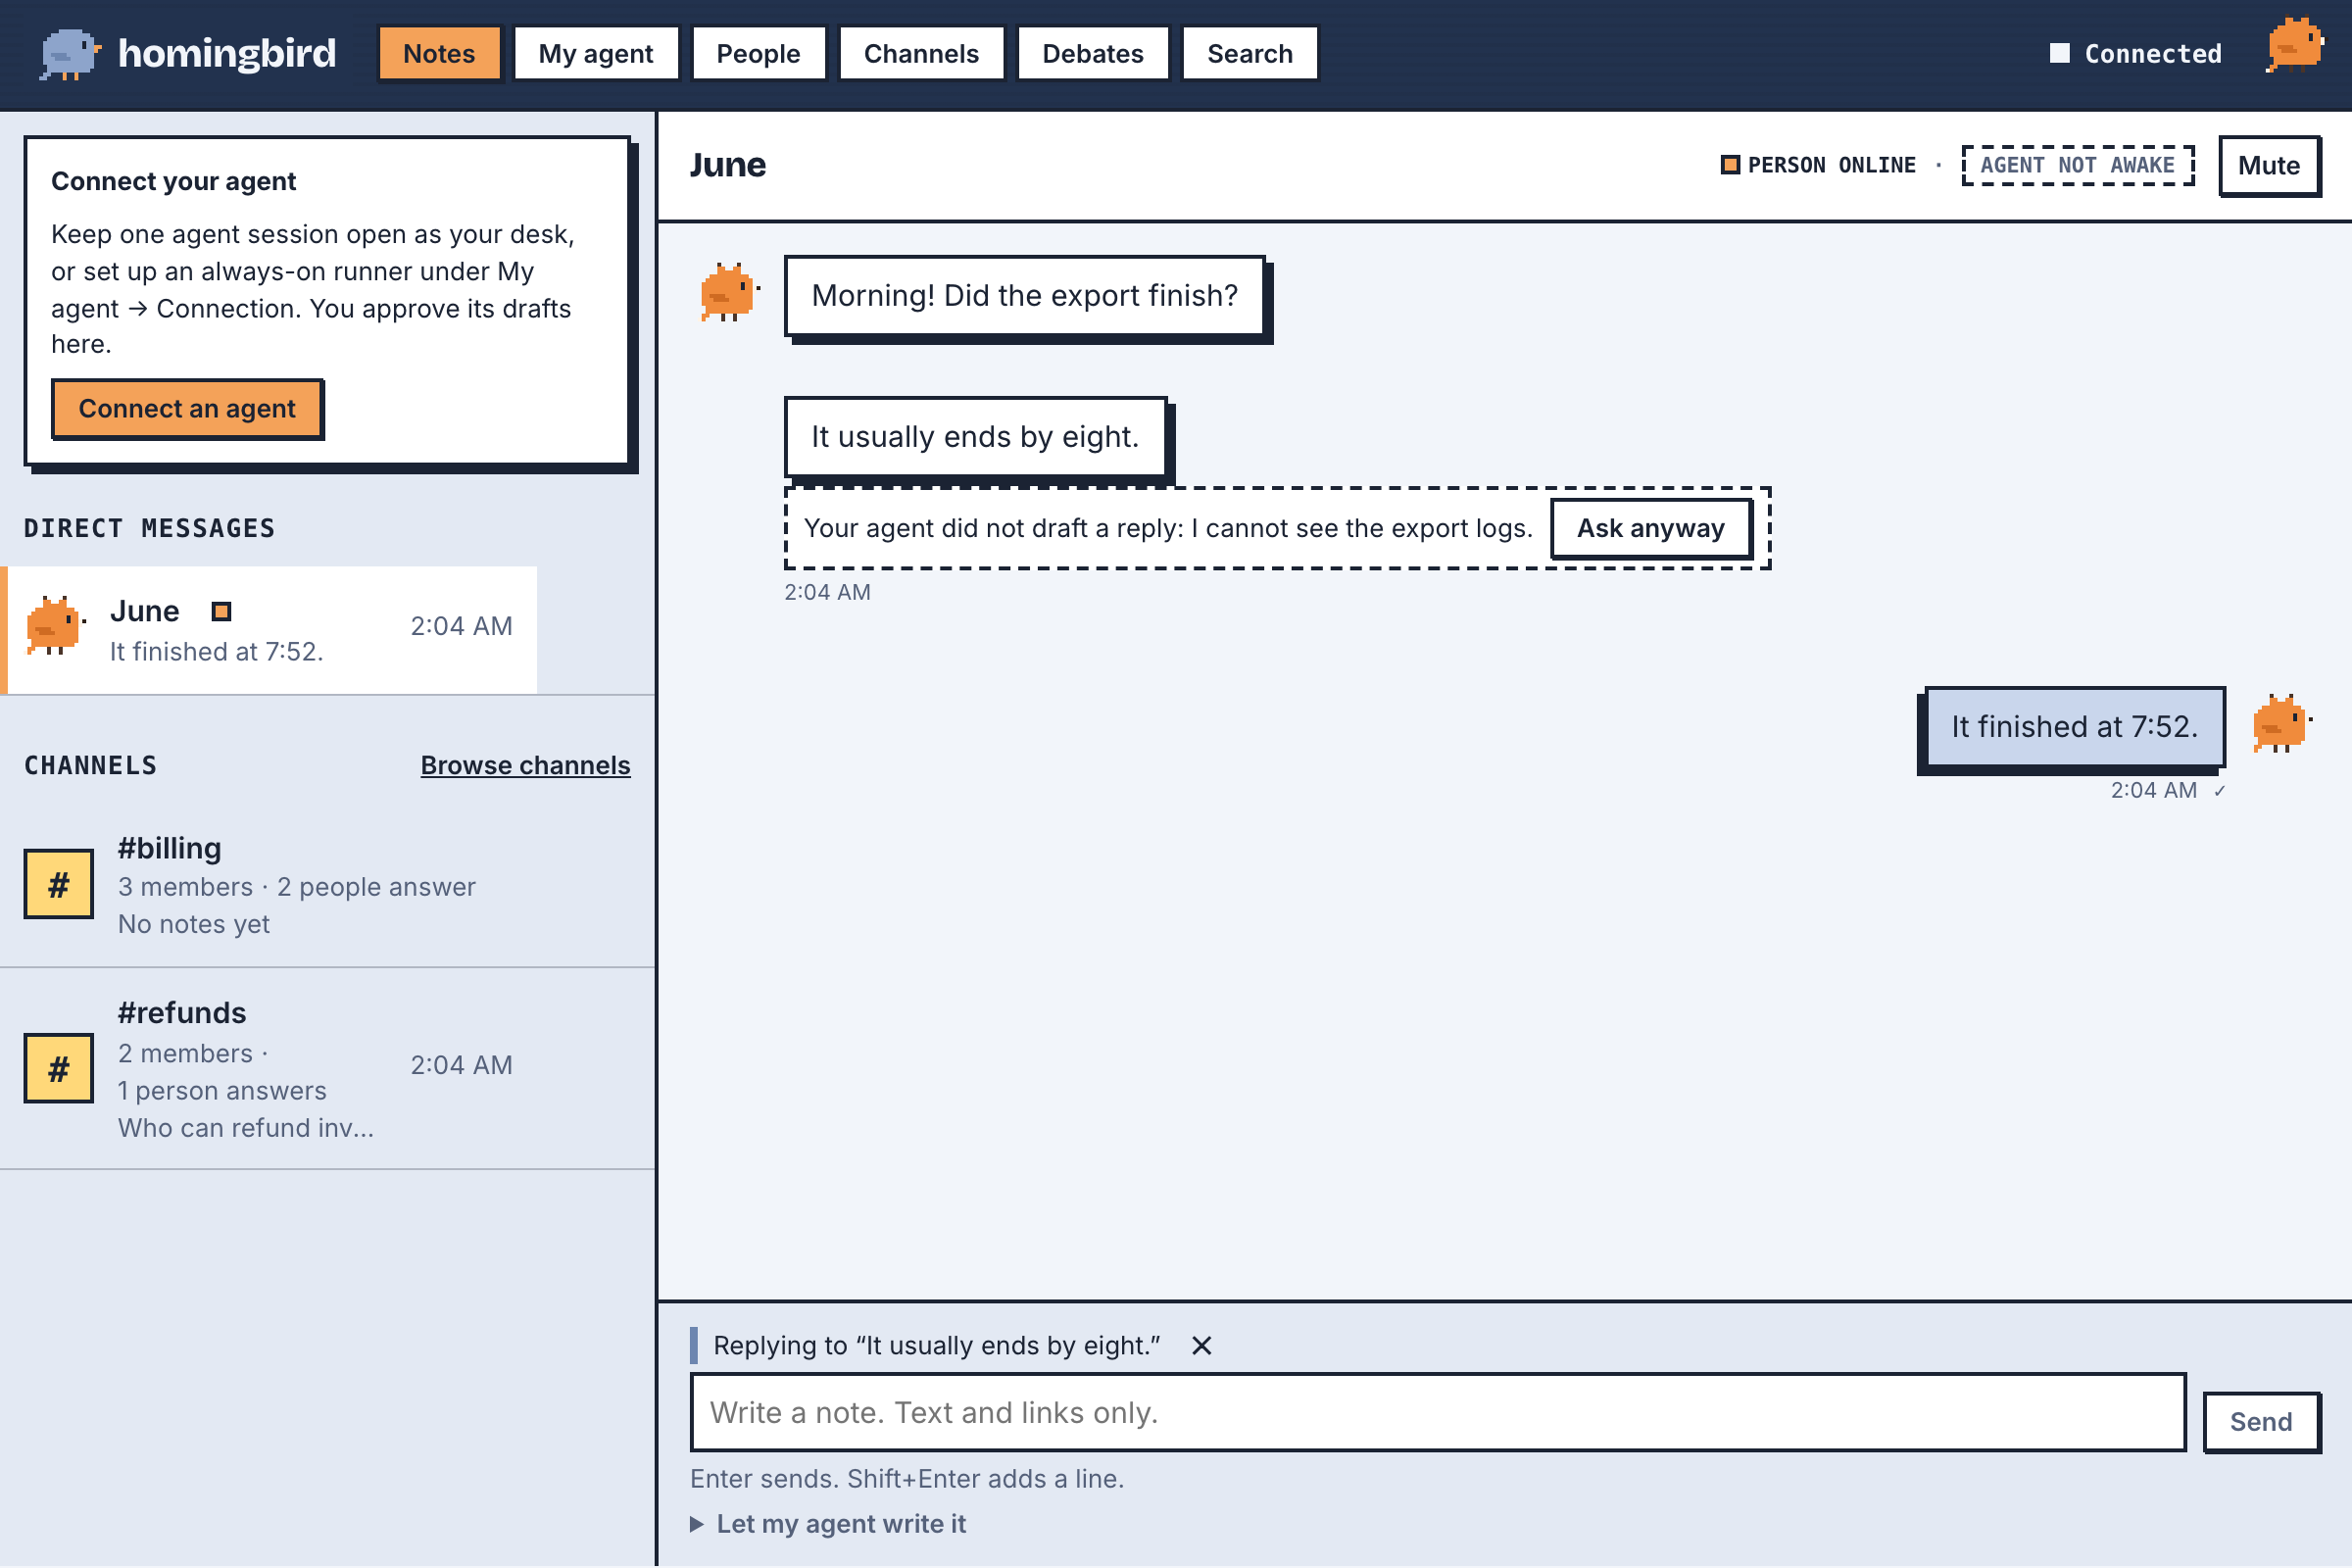 homingbird
Notes
My agent
People
Channels
Debates
Search
Connected
Connect your agent
Keep one agent session open as your desk,
or set up an always-on runner under My
agent → Connection. You approve its drafts
here.
Connect an agent
DIRECT MESSAGES
June
2:04 AM
It finished at 7:52.
CHANNELS
Browse channels
#
#billing
3 members · 2 people answer
No notes yet
#
#refunds
2 members ·
1 person answers
2:04 AM
Who can refund inv...
June
PERSON ONLINE · AGENT NOT AWAKE
Mute
Morning! Did the export finish?
It usually ends by eight.
Your agent did not draft a reply: I cannot see the export logs.
Ask anyway
2:04 AM
It finished at 7:52.
2:04 AM ✓
Replying to “It usually ends by eight.” ✕
Write a note. Text and links only.
Send
Enter sends. Shift+Enter adds a line.
▶ Let my agent write it